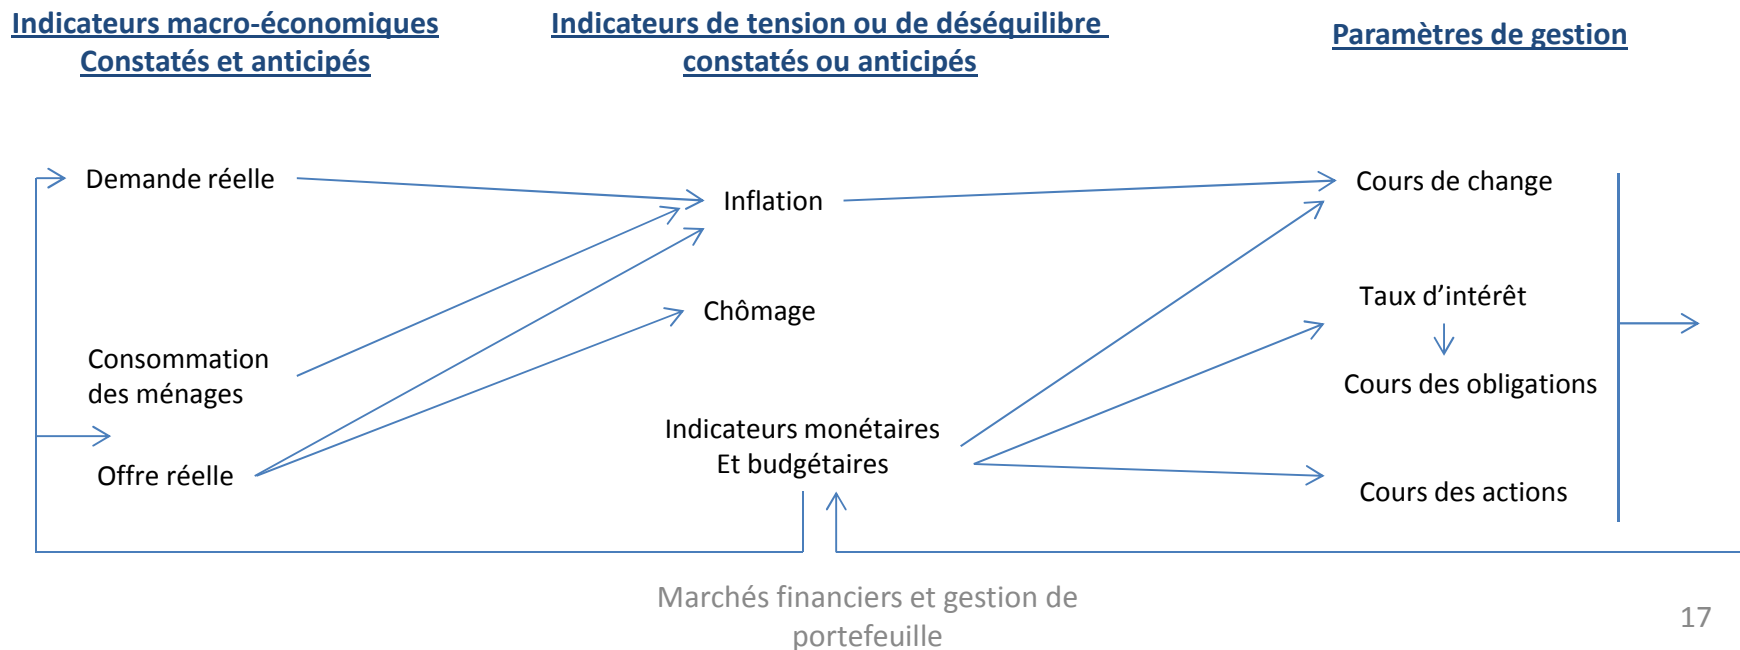 Indicateurs macro-économiques
Constatés et anticipés
Indicateurs de tension ou de déséquilibre
constatés ou anticipés
Paramètres de gestion
Demande réelle
Consommation
des ménages
Offre réelle
Inflation
Chômage
Indicateurs monétaires
Et budgétaires
Cours de change
Taux d’intérêt
Cours des obligations
Cours des actions
Marchés financiers et gestion de
portefeuille
17